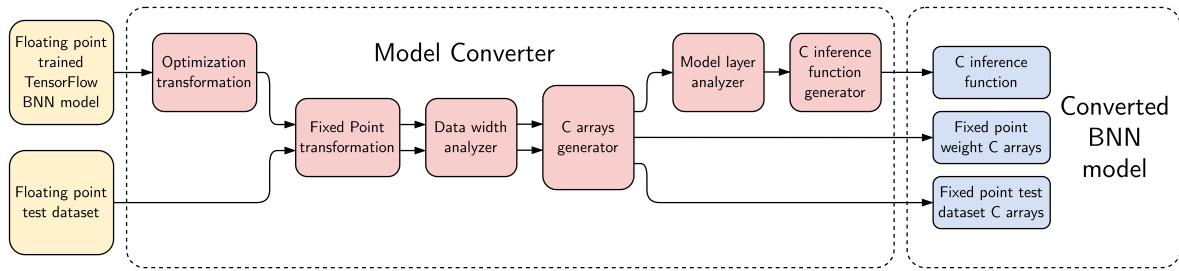 Floating point
trained
TensorFlow
BNN model
Floating point
test dataset
Model Converter
Optimization
transformation
Fixed Point
transformation
Data width
analyzer
C arrays
generator
Model layer
analyzer
C inference
function
generator
C inference
function
Fixed point
weight C arrays
Fixed point test
dataset C arrays
Converted
BNN
model